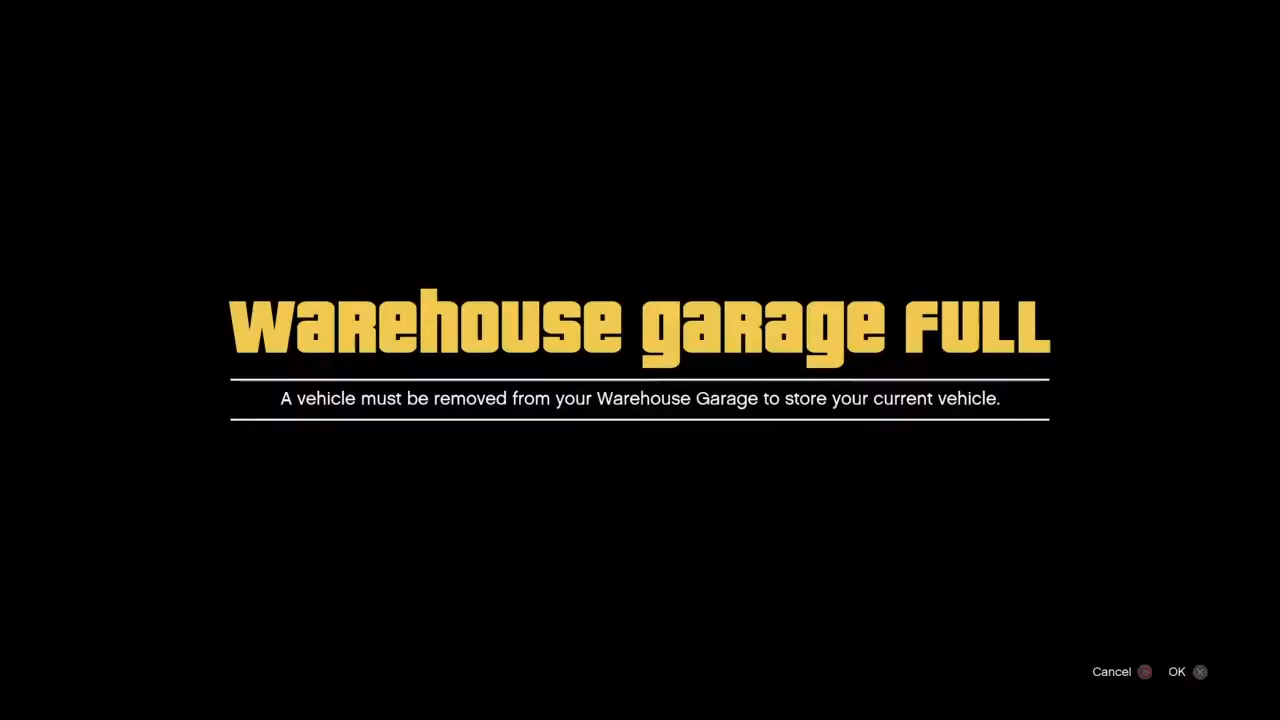 Warehouse garage full
A vehicle must be removed from your Warehouse Garage to store your current vehicle.
Cancel OK